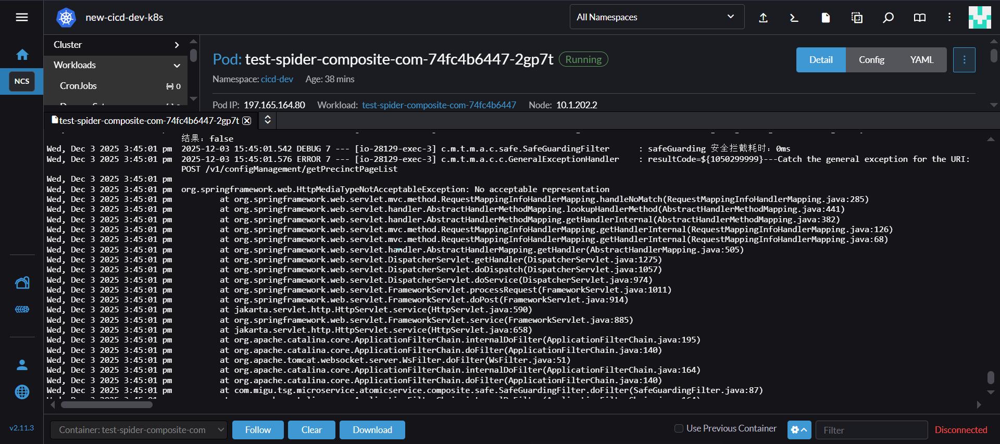 new-cicd-dev-k8s
All Namespaces
Cluster
Workloads
CronJobs 0
NCS
Pod: test-spider-composite-com-74fc4b6447-2gp7t Running
Detail Config YAML
Namespace: cicd-dev Age: 38 mins
Pod IP: 197.165.164.80 Workload: test-spider-composite-com-74fc4b6447 Node: 10.1.202.2
test-spider-composite-com-74fc4b6447-2gp7t
结果：false
Wed, Dec 3 2025 3:45:01 pm 2025-12-03 15:45:01.542 DEBUG 7 --- [io-28129-exec-3] c.m.t.m.a.c.safe.SafeGuardingFilter : safeGuarding 安全拦截耗时：0ms
Wed, Dec 3 2025 3:45:01 pm 2025-12-03 15:45:01.576 ERROR 7 --- [io-28129-exec-3] c.m.t.m.a.c.c.GeneralExceptionHandler : resultCode=${1050299999}---Catch the general exception for the URI:
POST /v1/configManagement/getPrecinctPageList
Wed, Dec 3 2025 3:45:01 pm
Wed, Dec 3 2025 3:45:01 pm org.springframework.web.HttpMediaTypeNotAcceptableException: No acceptable representation
Wed, Dec 3 2025 3:45:01 pm at org.springframework.web.servlet.mvc.method.RequestMappingInfoHandlerMapping.handleNoMatch(RequestMappingInfoHandlerMapping.java:285)
Wed, Dec 3 2025 3:45:01 pm at org.springframework.web.servlet.handler.AbstractHandlerMethodMapping.lookupHandlerMethod(AbstractHandlerMethodMapping.java:441)
Wed, Dec 3 2025 3:45:01 pm at org.springframework.web.servlet.handler.AbstractHandlerMethodMapping.getHandlerInternal(AbstractHandlerMethodMapping.java:382)
Wed, Dec 3 2025 3:45:01 pm at org.springframework.web.servlet.mvc.method.RequestMappingInfoHandlerMapping.getHandlerInternal(RequestMappingInfoHandlerMapping.java:126)
Wed, Dec 3 2025 3:45:01 pm at org.springframework.web.servlet.mvc.method.RequestMappingInfoHandlerMapping.getHandlerInternal(RequestMappingInfoHandlerMapping.java:68)
Wed, Dec 3 2025 3:45:01 pm at org.springframework.web.servlet.handler.AbstractHandlerMapping.getHandler(AbstractHandlerMapping.java:505)
Wed, Dec 3 2025 3:45:01 pm at org.springframework.web.servlet.DispatcherServlet.getHandler(DispatcherServlet.java:1275)
Wed, Dec 3 2025 3:45:01 pm at org.springframework.web.servlet.DispatcherServlet.doDispatch(DispatcherServlet.java:1057)
Wed, Dec 3 2025 3:45:01 pm at org.springframework.web.servlet.DispatcherServlet.doService(DispatcherServlet.java:974)
Wed, Dec 3 2025 3:45:01 pm at org.springframework.web.servlet.FrameworkServlet.processRequest(FrameworkServlet.java:1011)
Wed, Dec 3 2025 3:45:01 pm at org.springframework.web.servlet.FrameworkServlet.doPost(FrameworkServlet.java:914)
Wed, Dec 3 2025 3:45:01 pm at jakarta.servlet.http.HttpServlet.service(HttpServlet.java:590)
Wed, Dec 3 2025 3:45:01 pm at org.springframework.web.servlet.FrameworkServlet.service(FrameworkServlet.java:885)
Wed, Dec 3 2025 3:45:01 pm at jakarta.servlet.http.HttpServlet.service(HttpServlet.java:658)
Wed, Dec 3 2025 3:45:01 pm at org.apache.catalina.core.ApplicationFilterChain.internalDoFilter(ApplicationFilterChain.java:195)
Wed, Dec 3 2025 3:45:01 pm at org.apache.catalina.core.ApplicationFilterChain.doFilter(ApplicationFilterChain.java:140)
Wed, Dec 3 2025 3:45:01 pm at org.apache.tomcat.websocket.server.WsFilter.doFilter(WsFilter.java:51)
Wed, Dec 3 2025 3:45:01 pm at org.apache.catalina.core.ApplicationFilterChain.internalDoFilter(ApplicationFilterChain.java:164)
Wed, Dec 3 2025 3:45:01 pm at org.apache.catalina.core.ApplicationFilterChain.doFilter(ApplicationFilterChain.java:140)
Wed, Dec 3 2025 3:45:01 pm at com.migu.tsg.microservice.atomicservice.composite.safe.SafeGuardingFilter.doFilter(SafeGuardingFilter.java:87)
v2.11.3
Container: test-spider-composite-com Follow Clear Download Use Previous Container Filter Disconnected